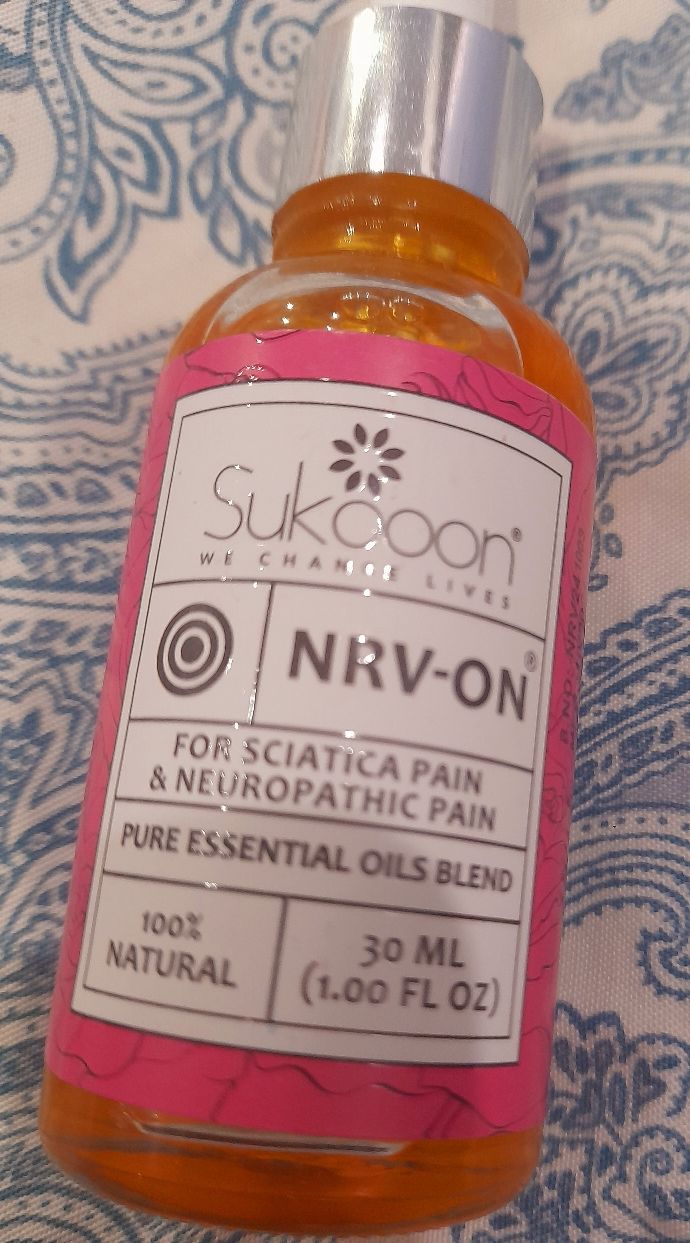 Sukoon®
WE CHANGE LIVES
NRV-ON®
FOR SCIATICA PAIN
& NEUROPATHIC PAIN
PURE ESSENTIAL OILS BLEND
100%
NATURAL
30 ML
(1.00 FL OZ)